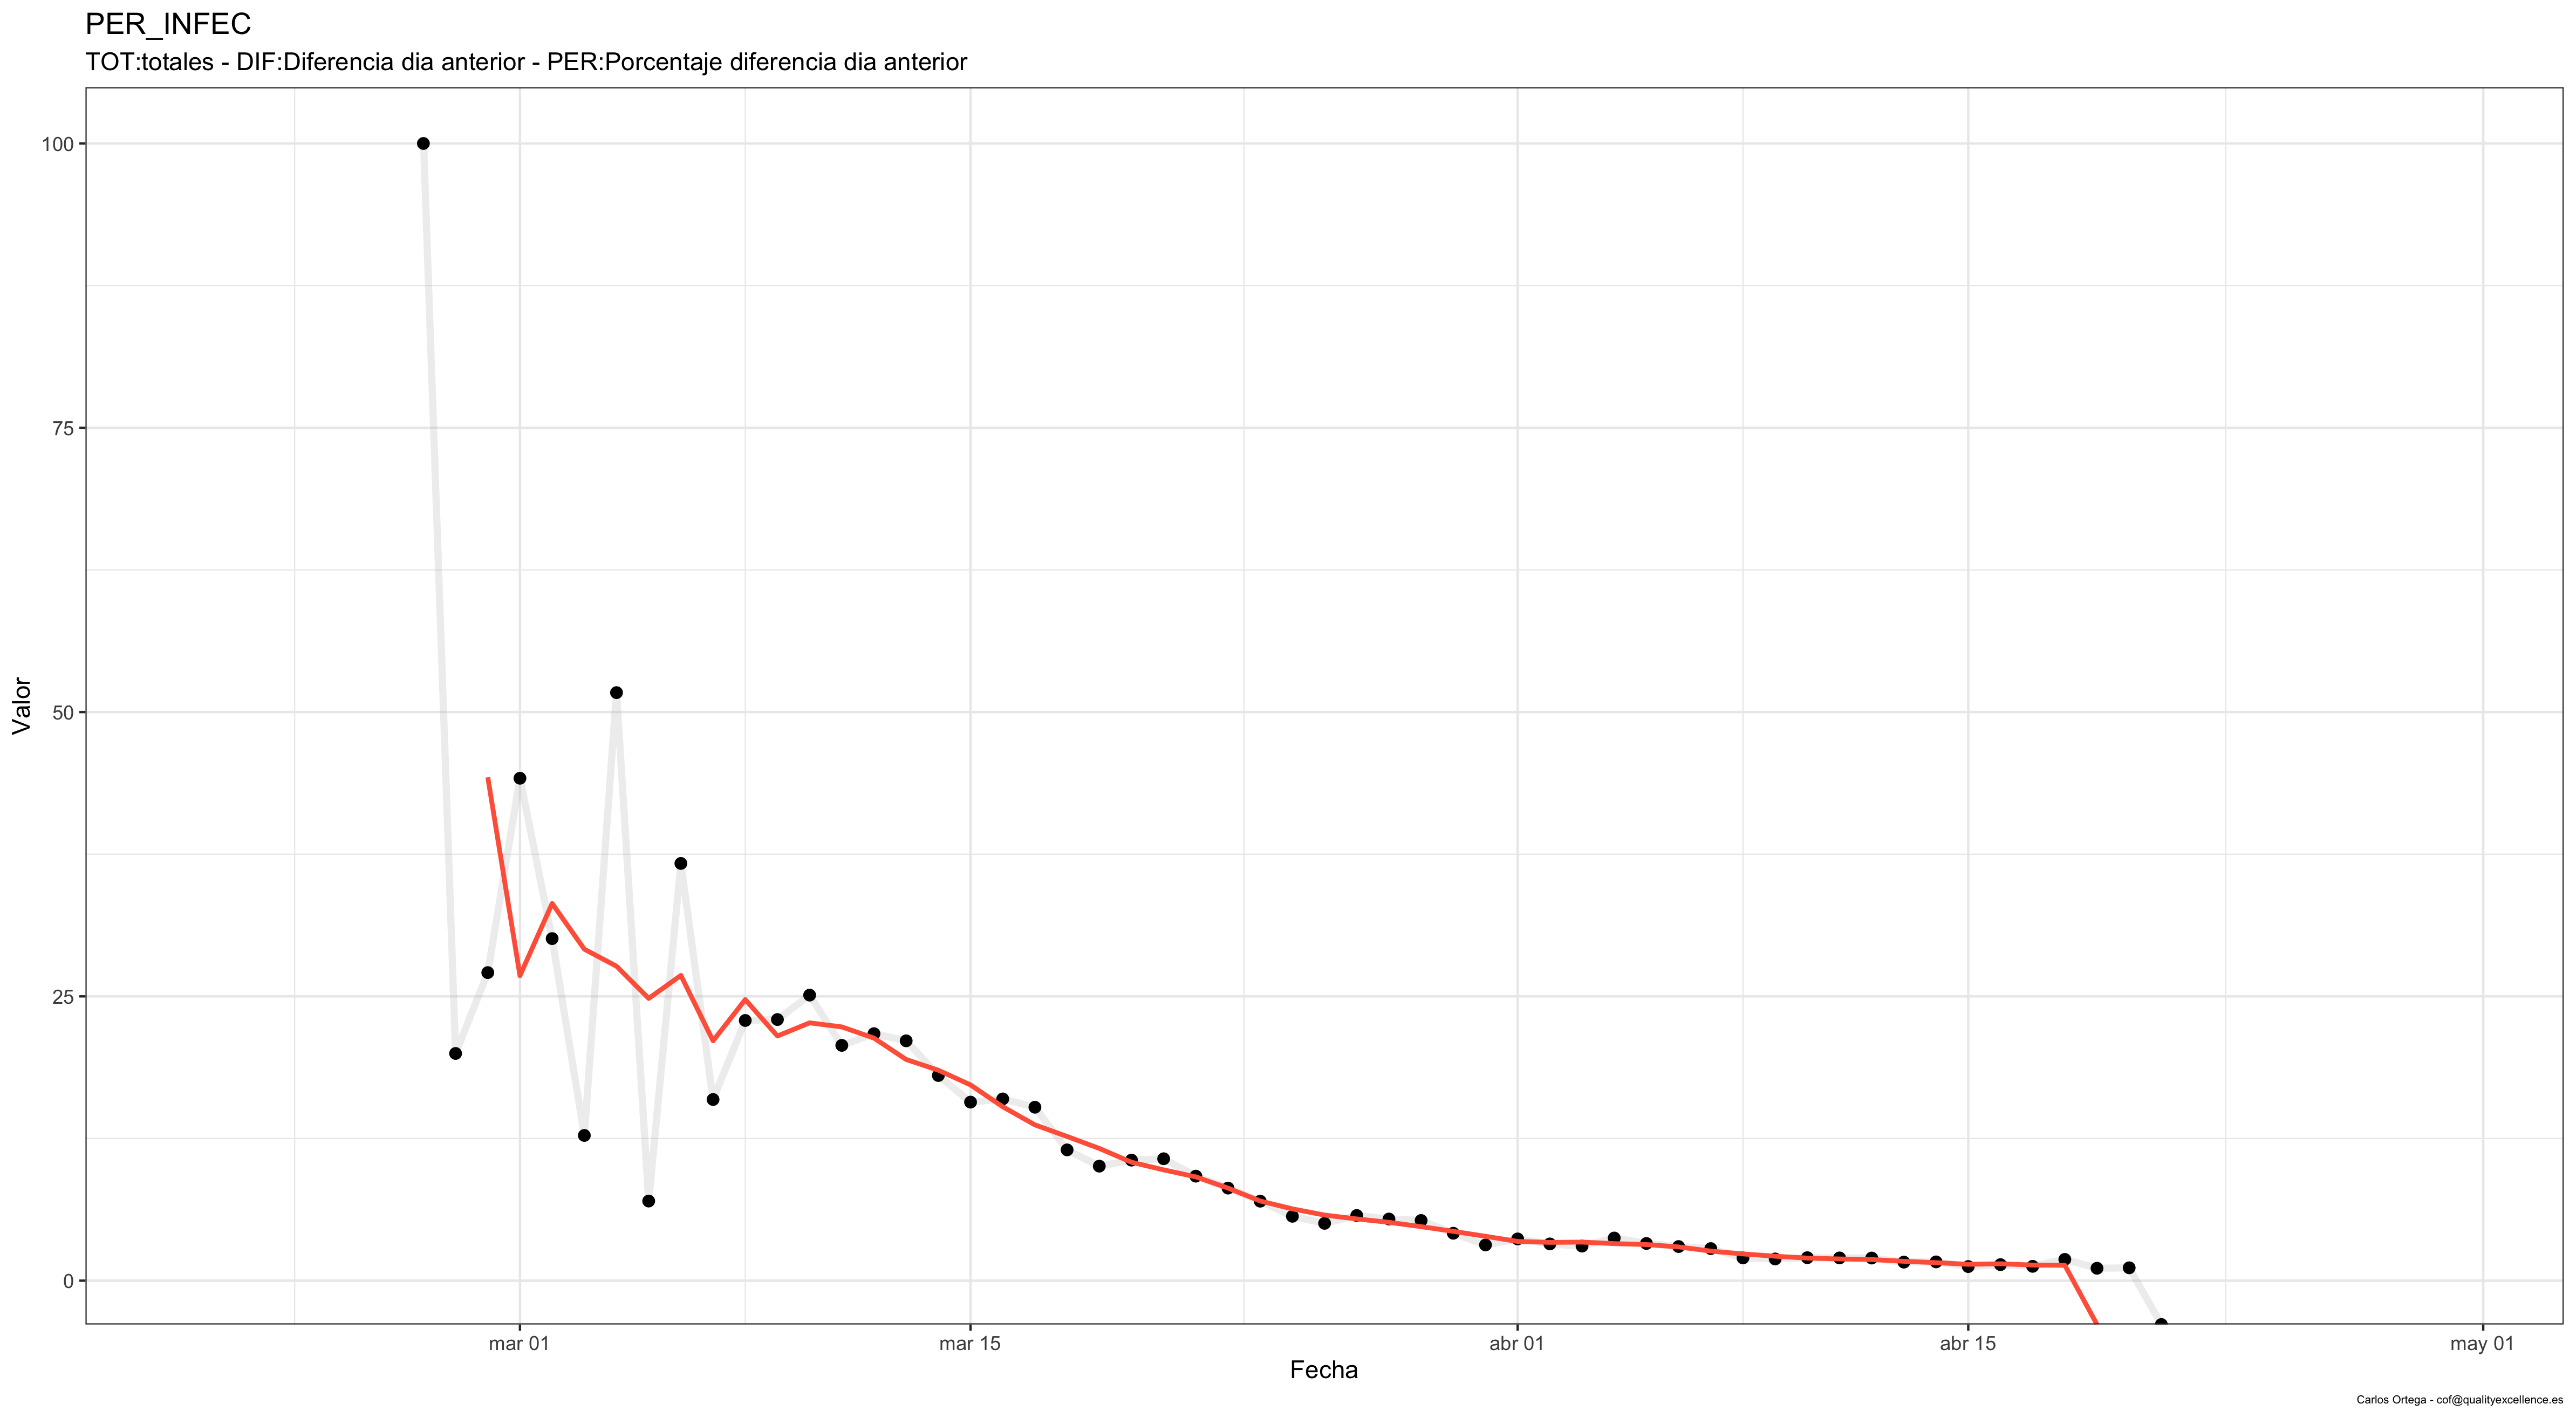 PER_INFEC
TOT:totales - DIF:Diferencia dia anterior - PER:Porcentaje diferencia dia anterior
100
75
50
25
0
Valor
mar 01
mar 15
abr 01
abr 15
may 01
Fecha
Carlos Ortega - cof@qualityexcellence.es